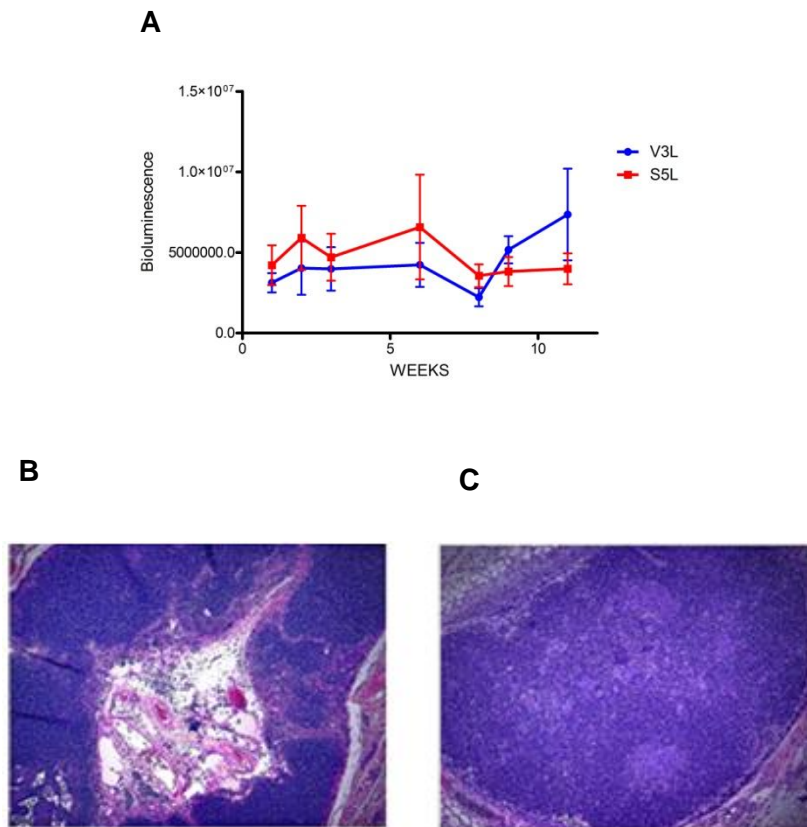 A
1.5×10⁰⁷
1.0×10⁰⁷
5000000.0
0.0
Bioluminescence
0
5
10
WEEKS
V3L
S5L
B
C